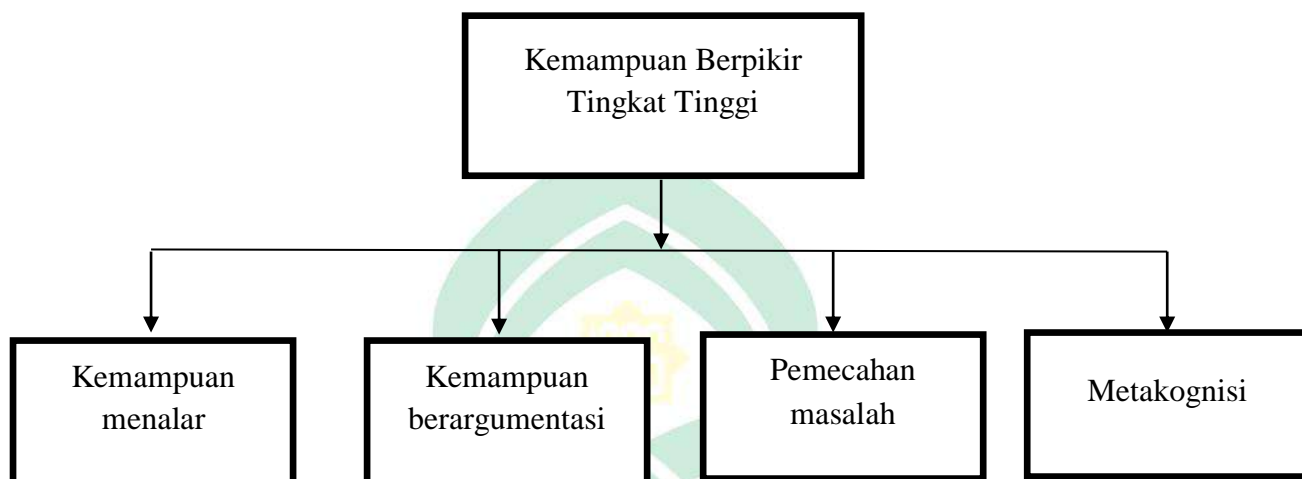 Kemampuan Berpikir
Tingkat Tinggi
Kemampuan
menalar
Kemampuan
berargumentasi
Pemecahan
masalah
Metakognisi